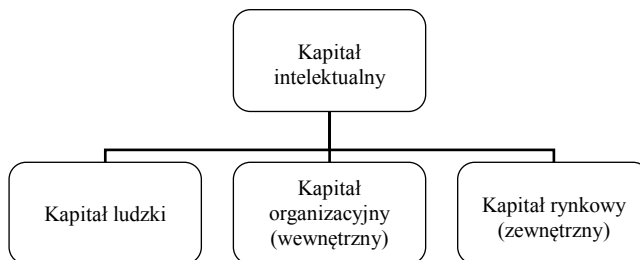 Kapitał
intelektualny
Kapitał ludzki
Kapitał
organizacyjny
(wewnętrzny)
Kapitał rynkowy
(zewnętrzny)